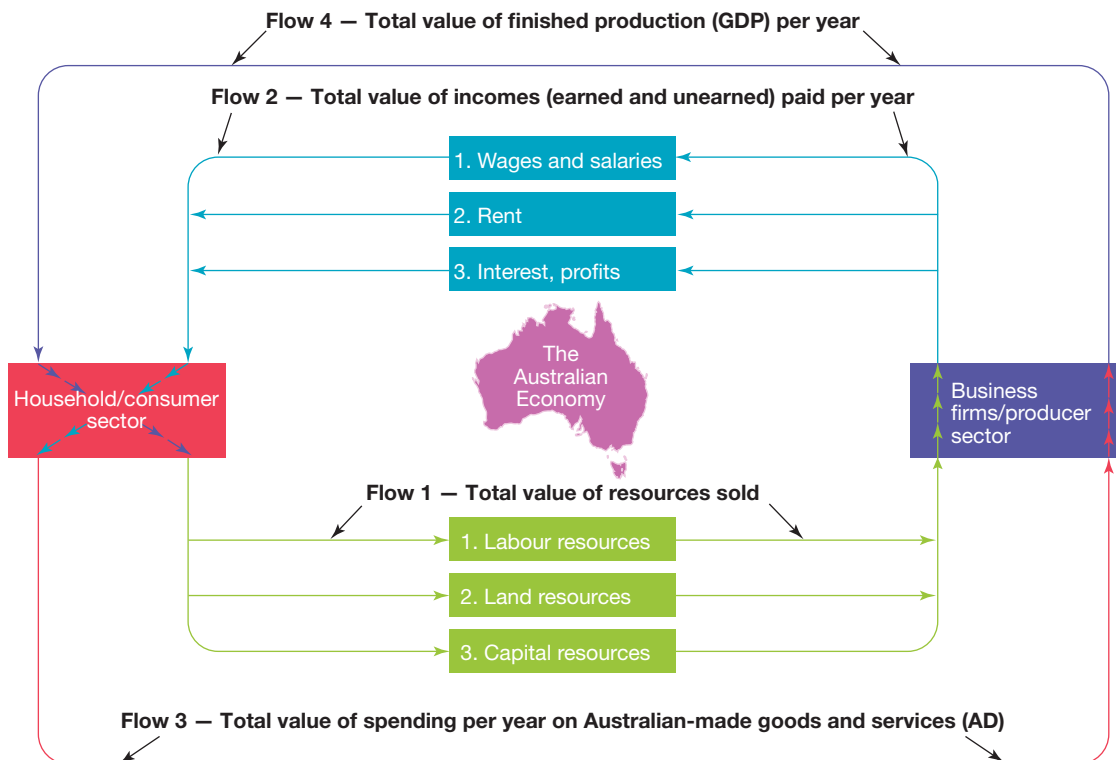 Flow 4 — Total value of finished production (GDP) per year
Flow 2 — Total value of incomes (earned and unearned) paid per year
1. Wages and salaries
2. Rent
3. Interest, profits
The
Australian
Economy
Household/consumer
sector
Business
firms/producer
sector
Flow 1 — Total value of resources sold
1. Labour resources
2. Land resources
3. Capital resources
Flow 3 — Total value of spending per year on Australian-made goods and services (AD)